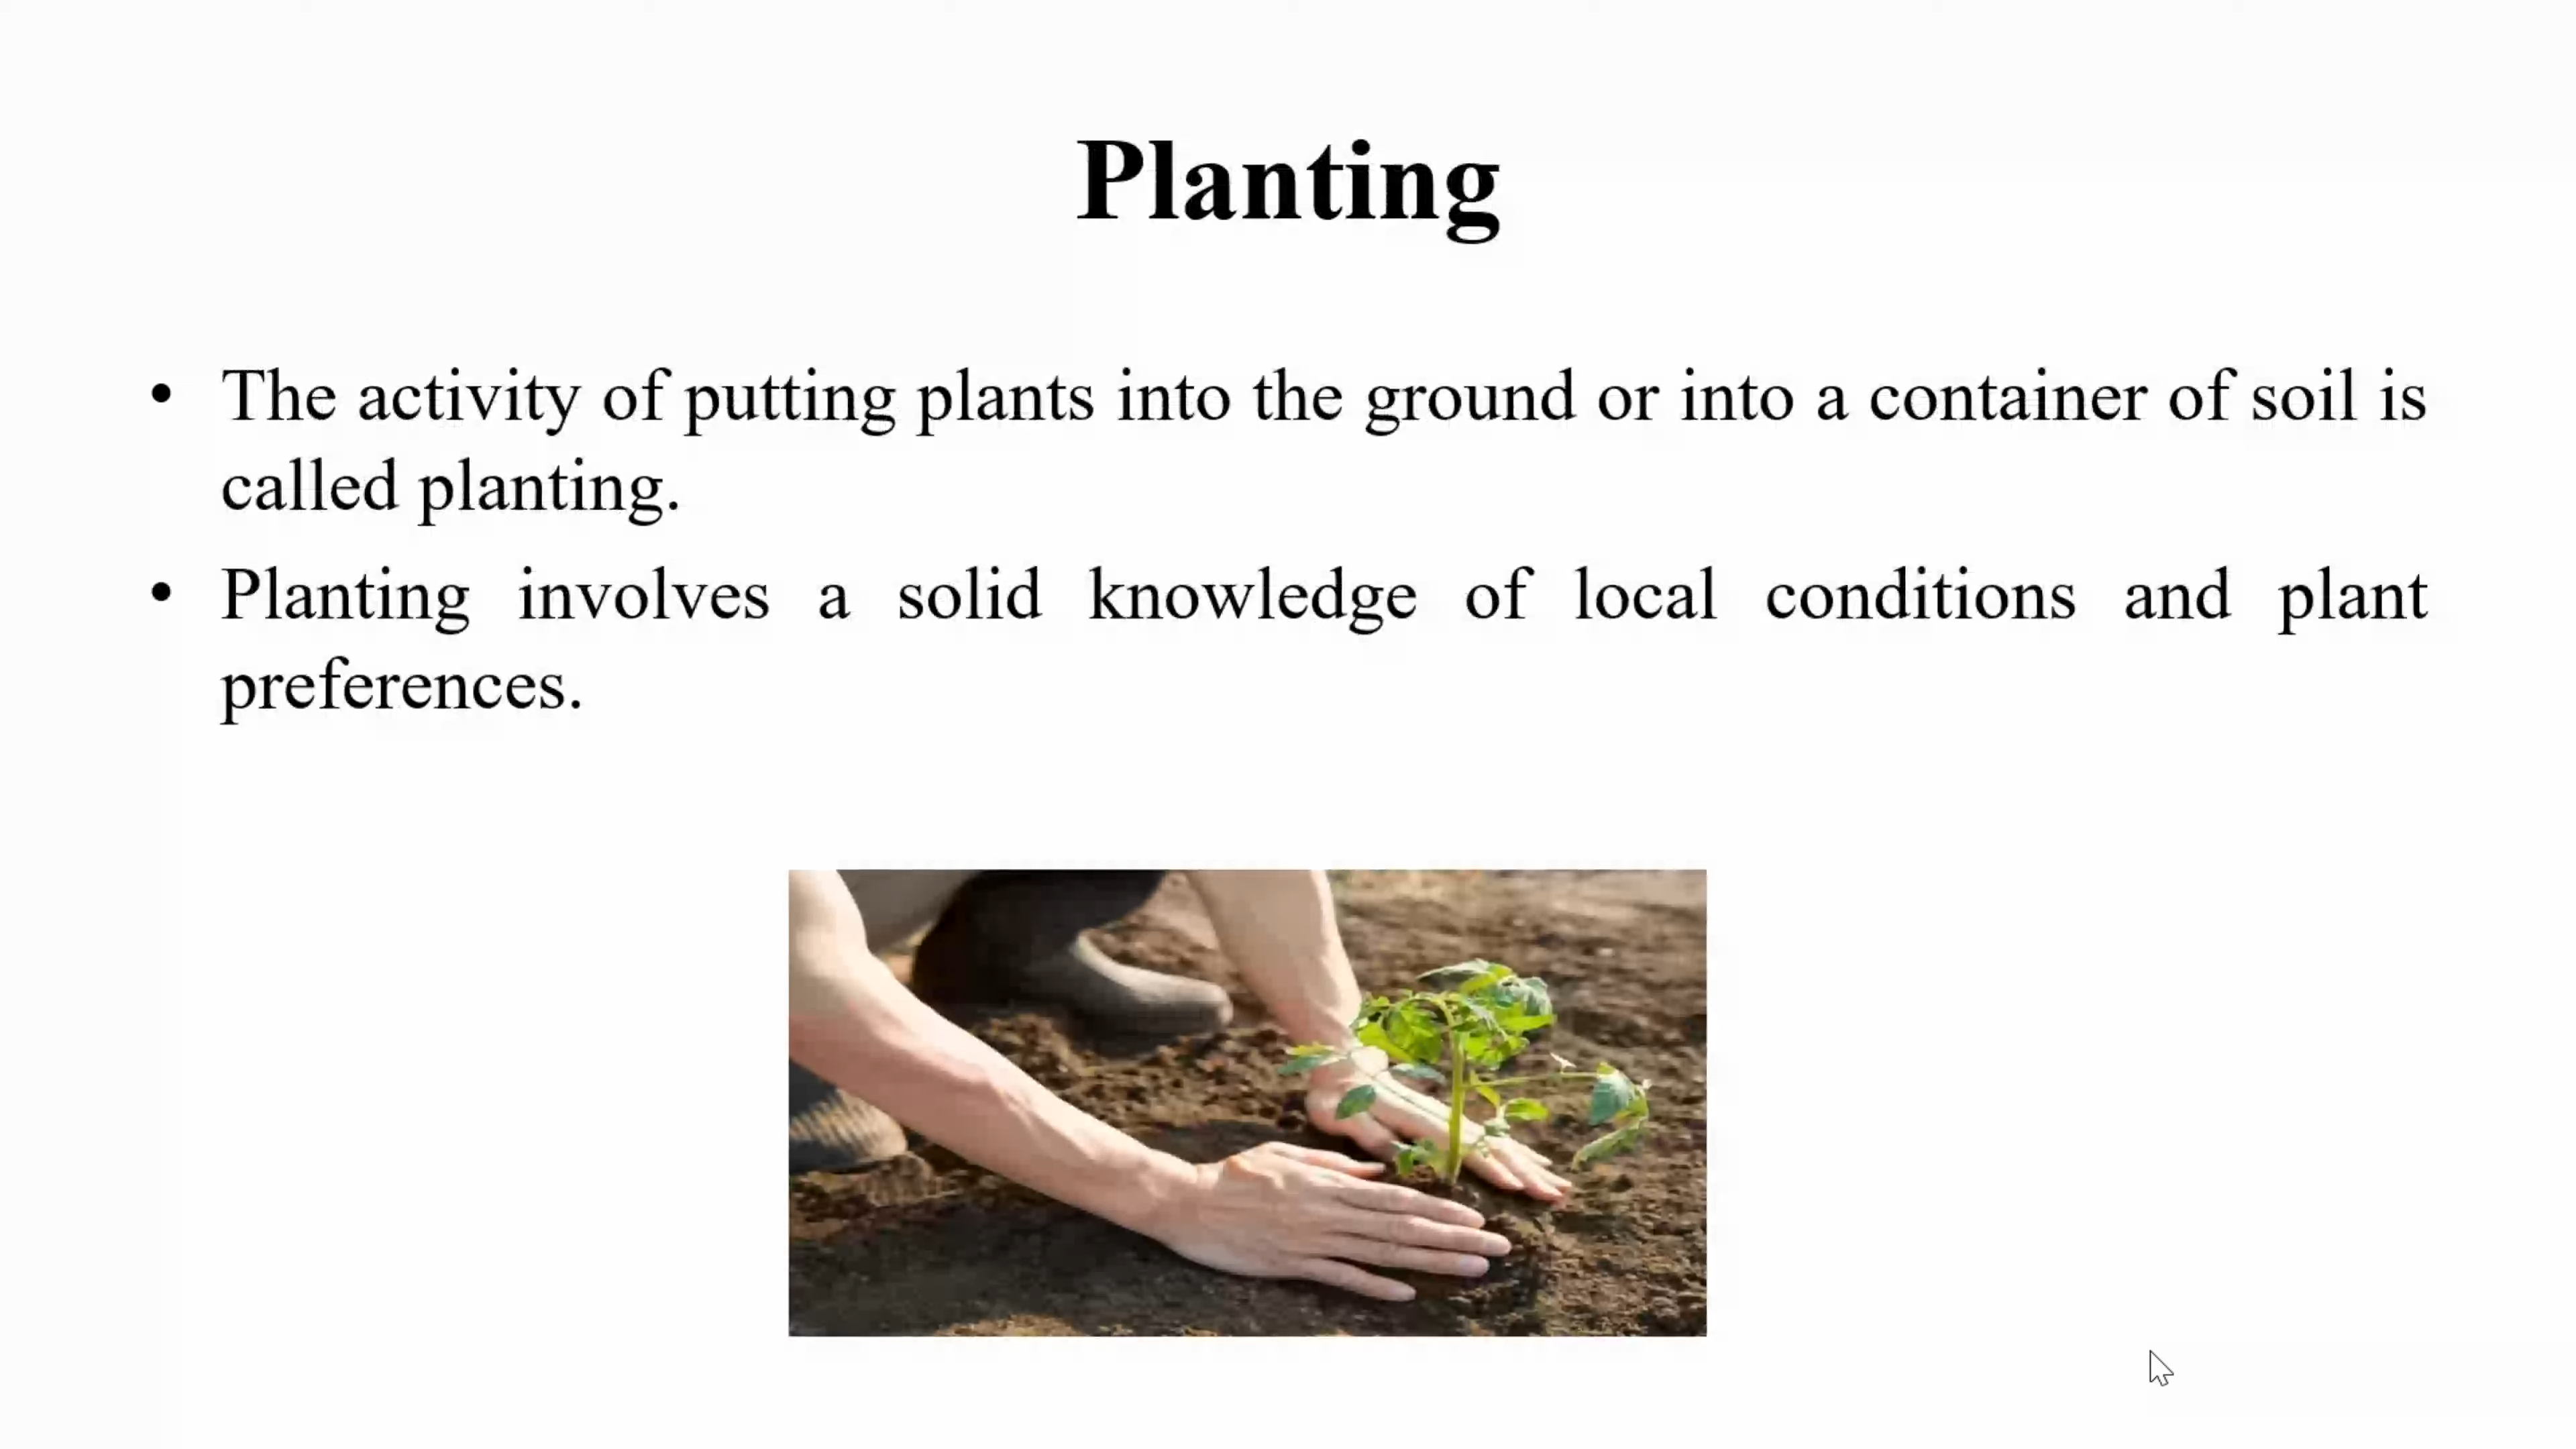 Planting
• The activity of putting plants into the ground or into a container of soil is
called planting.
• Planting involves a solid knowledge of local conditions and plant
preferences.